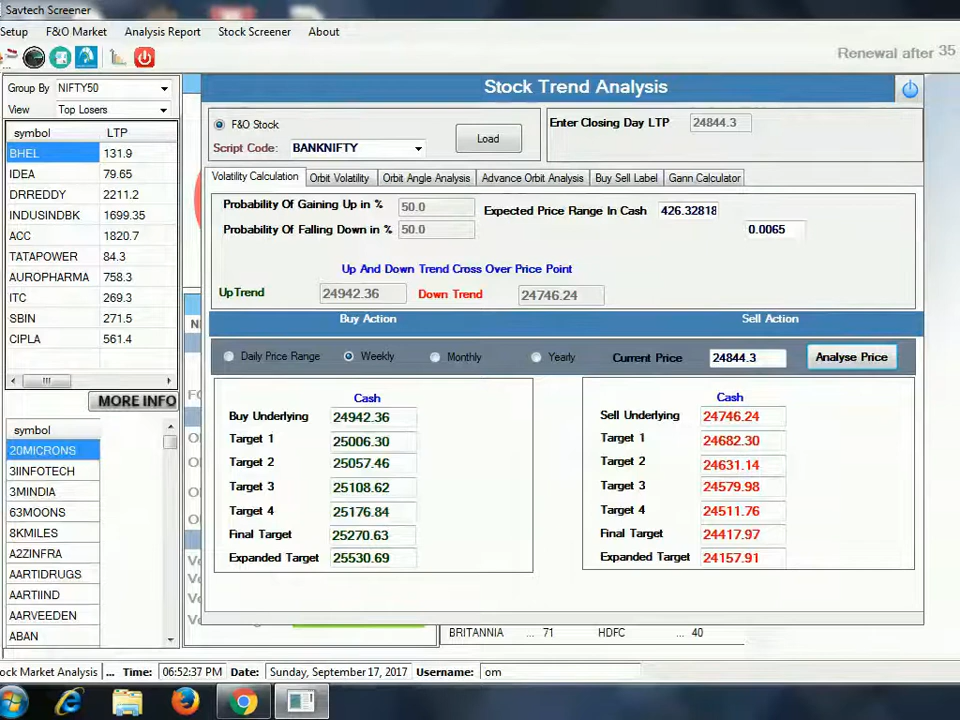 Savtech Screener
Setup F&O Market Analysis Report Stock Screener About
Renewal after 35
Group By NIFTY50
View Top Losers
symbol LTP
BHEL 131.9
IDEA 79.65
DRREDDY 2211.2
INDUSINDBK 1699.35
ACC 1820.7
TATAPOWER 84.3
AUROPHARMA 758.3
ITC 269.3
SBIN 271.5
CIPLA 561.4
MORE INFO
symbol
20MICRONS
3IINFOTECH
3MINDIA
63MOONS
8KMILES
A2ZINFRA
AARTIDRUGS
AARTIIND
AARVEEDEN
ABAN
Stock Trend Analysis
F&O Stock
Script Code: BANKNIFTY
Load
Enter Closing Day LTP 24844.3
Volatility Calculation Orbit Volatility Orbit Angle Analysis Advance Orbit Analysis Buy Sell Label Gann Calculator
Probability Of Gaining Up in % 50.0 Expected Price Range In Cash 426.32818
Probability Of Falling Down in % 50.0 0.0065
Up And Down Trend Cross Over Price Point
UpTrend 24942.36 Down Trend 24746.24
Buy Action Sell Action
Daily Price Range Weekly Monthly Yearly Current Price 24844.3 Analyse Price
Cash
Buy Underlying 24942.36
Target 1 25006.30
Target 2 25057.46
Target 3 25108.62
Target 4 25176.84
Final Target 25270.63
Expanded Target 25530.69
Cash
Sell Underlying 24746.24
Target 1 24682.30
Target 2 24631.14
Target 3 24579.98
Target 4 24511.76
Final Target 24417.97
Expanded Target 24157.91
BRITANNIA ... 71 HDFC ... 40
ock Market Analysis ... Time: 06:52:37 PM Date: Sunday, September 17, 2017 Username: om